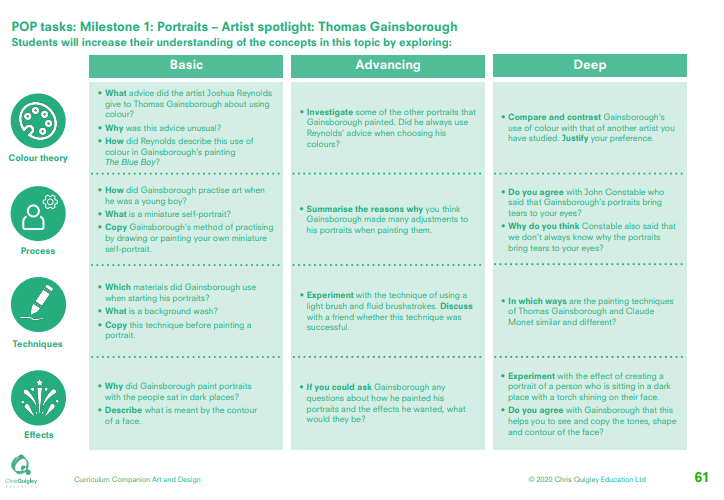 POP tasks: Milestone 1: Portraits – Artist spotlight: Thomas Gainsborough
Students will increase their understanding of the concepts in this topic by exploring:
Basic
Advancing
Deep
Colour theory
• What advice did the artist Joshua Reynolds
give to Thomas Gainsborough about using
colour?
• Why was this advice unusual?
• How did Reynolds describe this use of
colour in Gainsborough's painting
The Blue Boy?
• Investigate some of the other portraits that
Gainsborough painted. Did he always use
Reynolds' advice when choosing his
colours?
• Compare and contrast Gainsborough's
use of colour with that of another artist you
have studied. Justify your preference.
Process
• How did Gainsborough practise art when
he was a young boy?
• What is a miniature self-portrait?
• Copy Gainsborough's method of practising
by drawing or painting your own miniature
self-portrait.
• Summarise the reasons why you think
Gainsborough made many adjustments to
his portraits when painting them.
• Do you agree with John Constable who
said that Gainsborough's portraits bring
tears to your eyes?
• Why do you think Constable also said that
we don't always know why the portraits
bring tears to your eyes?
Techniques
• Which materials did Gainsborough use
when starting his portraits?
• What is a background wash?
• Copy this technique before painting a
portrait.
• Experiment with the technique of using a
light brush and fluid brushstrokes. Discuss
with a friend whether this technique was
successful.
• In which ways are the painting techniques
of Thomas Gainsborough and Claude
Monet similar and different?
Effects
• Why did Gainsborough paint portraits
with the people sat in dark places?
• Describe what is meant by the contour
of a face.
• If you could ask Gainsborough any
questions about how he painted his
portraits and the effects he wanted, what
would they be?
• Experiment with the effect of creating a
portrait of a person who is sitting in a dark
place with a torch shining on their face.
• Do you agree with Gainsborough that this
helps you to see and copy the tones, shape
and contour of the face?
ChrisQuigley
EDUCATION
Curriculum Companion Art and Design
© 2020 Chris Quigley Education Ltd
61